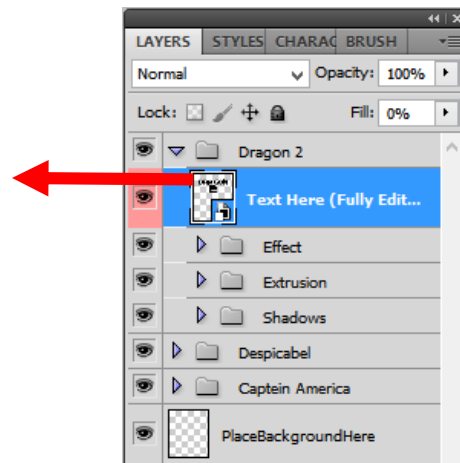 LAYERS STYLES CHARAC BRUSH
Normal Opacity: 100%
Lock: Fill: 0%
Dragon 2
Text Here (Fully Edit...
Effect
Extrusion
Shadows
Despicabel
Captein America
PlaceBackgroundHere